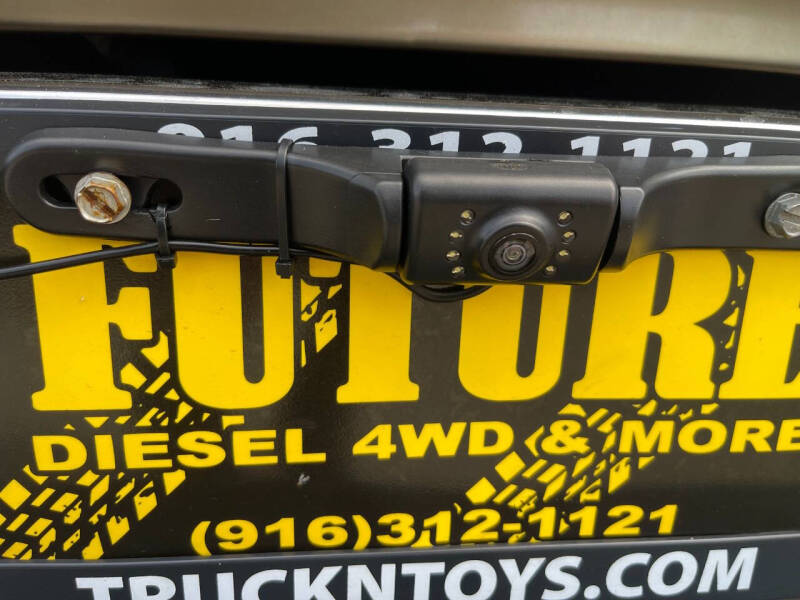 916-312-1121
FUTURE
DIESEL 4WD & MORE
(916)312-1121
TRUCKNTOYS.COM